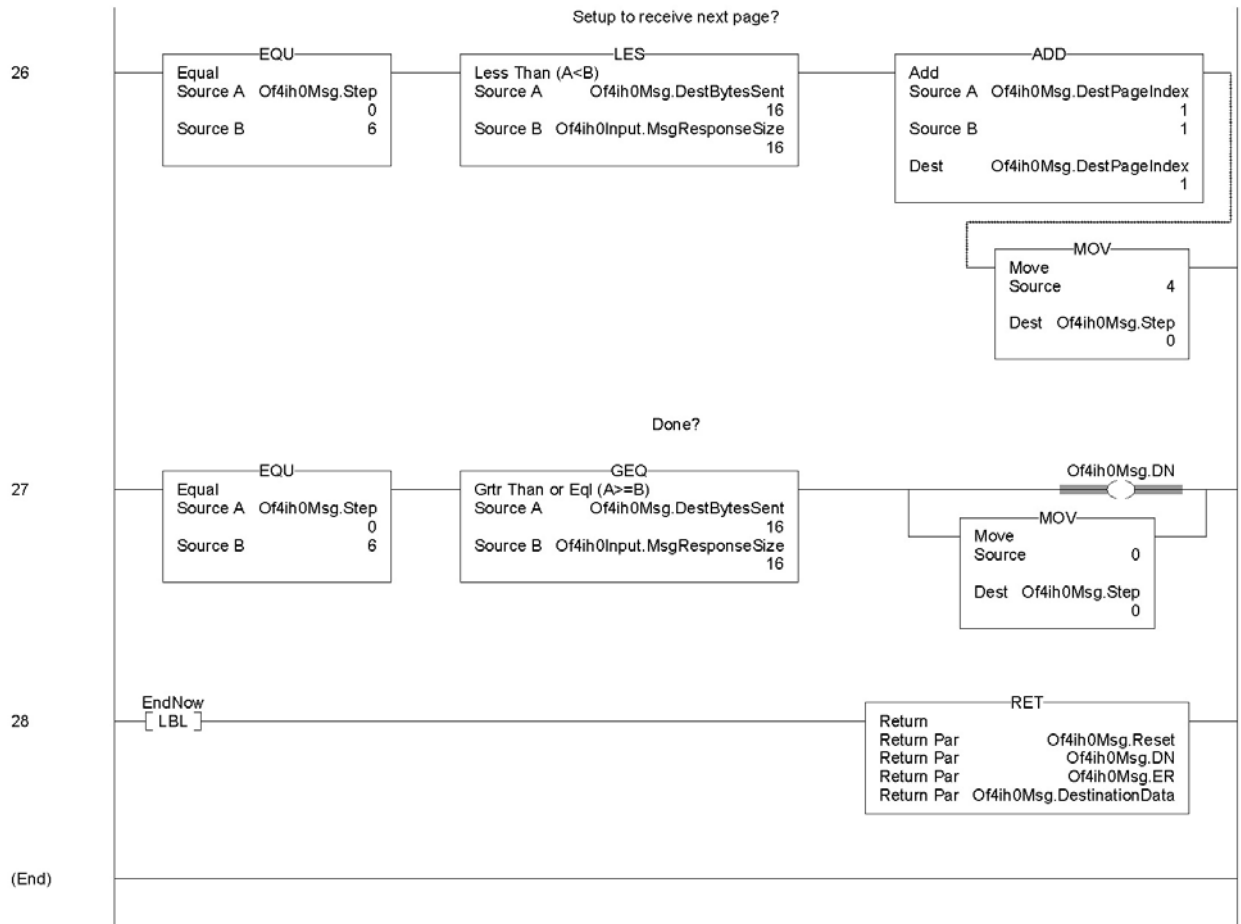 Setup to receive next page?
26
EQU
Equal
Source A Of4ih0Msg.Step
0
Source B 6
LES
Less Than (A<B)
Source A Of4ih0Msg.DestBytesSent
16
Source B Of4ih0Input.MsgResponseSize
16
ADD
Add
Source A Of4ih0Msg.DestPageIndex
1
Source B 1
Dest Of4ih0Msg.DestPageIndex
1
MOV
Move
Source 4
Dest Of4ih0Msg.Step
0
Done?
27
EQU
Equal
Source A Of4ih0Msg.Step
0
Source B 6
GEQ
Grtr Than or Eql (A>=B)
Source A Of4ih0Msg.DestBytesSent
16
Source B Of4ih0Input.MsgResponseSize
16
Of4ih0Msg.DN
MOV
Move
Source 0
Dest Of4ih0Msg.Step
0
28
EndNow
LBL
RET
Return
Return Par Of4ih0Msg.Reset
Return Par Of4ih0Msg.DN
Return Par Of4ih0Msg.ER
Return Par Of4ih0Msg.DestinationData
(End)